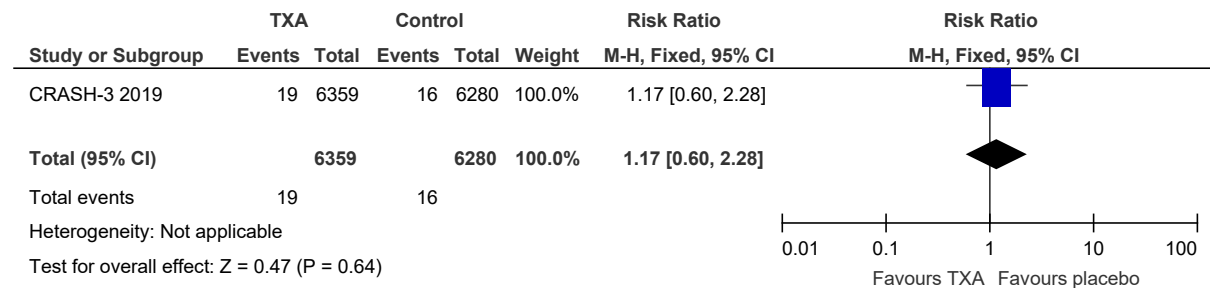 TXA Control Risk Ratio Risk Ratio
Study or Subgroup Events Total Events Total Weight M-H, Fixed, 95% CI M-H, Fixed, 95% CI
CRASH-3 2019 19 6359 16 6280 100.0% 1.17 [0.60, 2.28]
Total (95% CI) 6359 6280 100.0% 1.17 [0.60, 2.28]
Total events 19 16
Heterogeneity: Not applicable
Test for overall effect: Z = 0.47 (P = 0.64)
0.01 0.1 1 10 100
Favours TXA Favours placebo